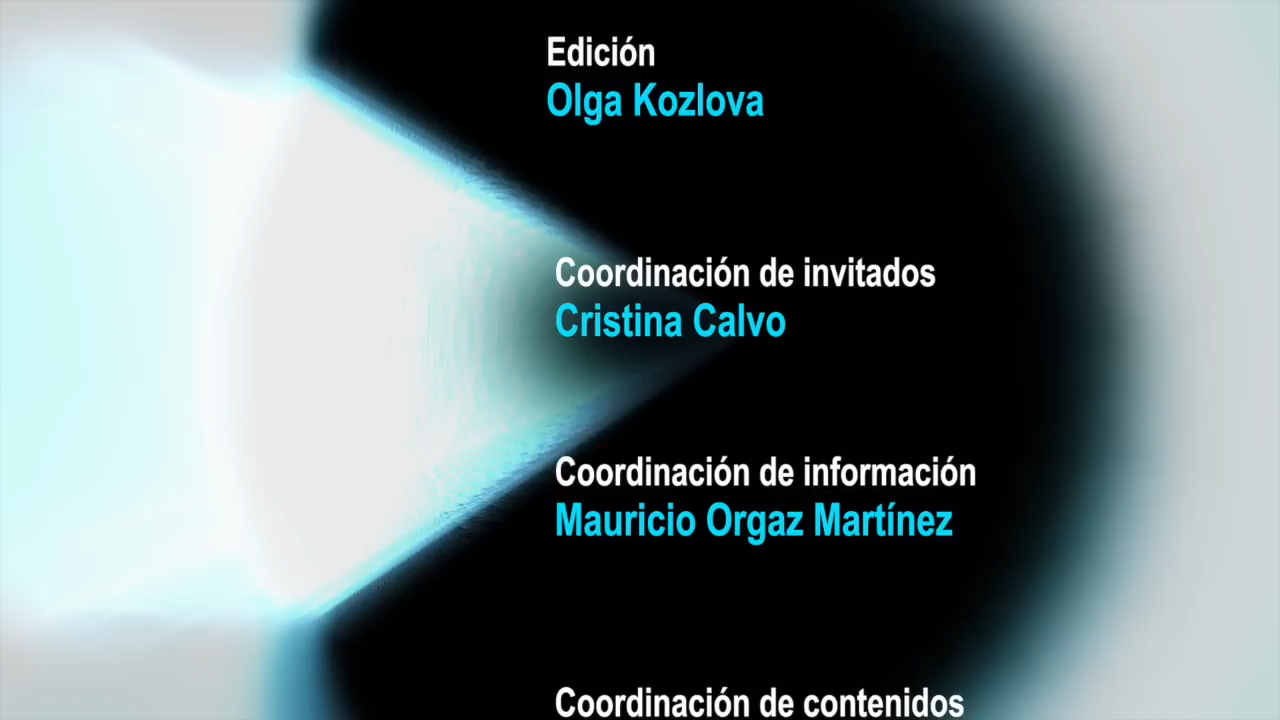 Edición
Olga Kozlova
Coordinación de invitados
Cristina Calvo
Coordinación de información
Mauricio Orgaz Martínez
Coordinación de contenidos